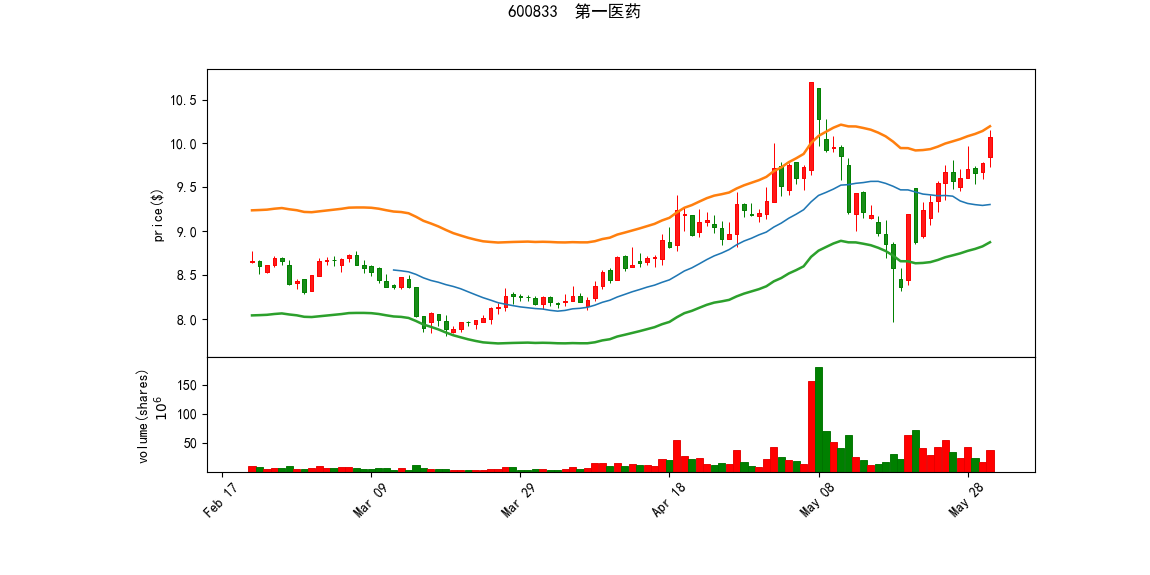 600833  第一医药
price($)
10.5
10.0
9.5
9.0
8.5
8.0
volume(shares)
10^6
150
100
50
Feb 17
Mar 09
Mar 29
Apr 18
May 08
May 28